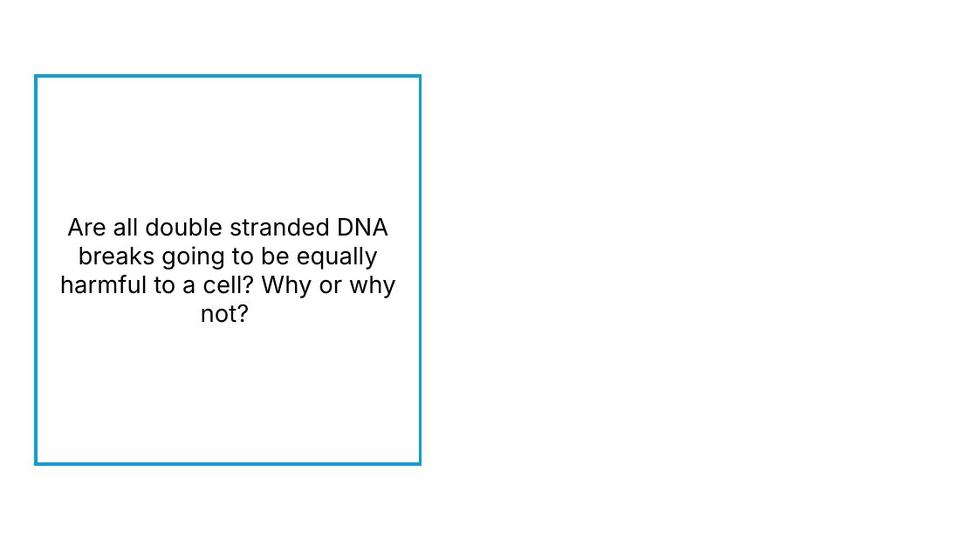 Are all double stranded DNA
breaks going to be equally
harmful to a cell? Why or why
not?